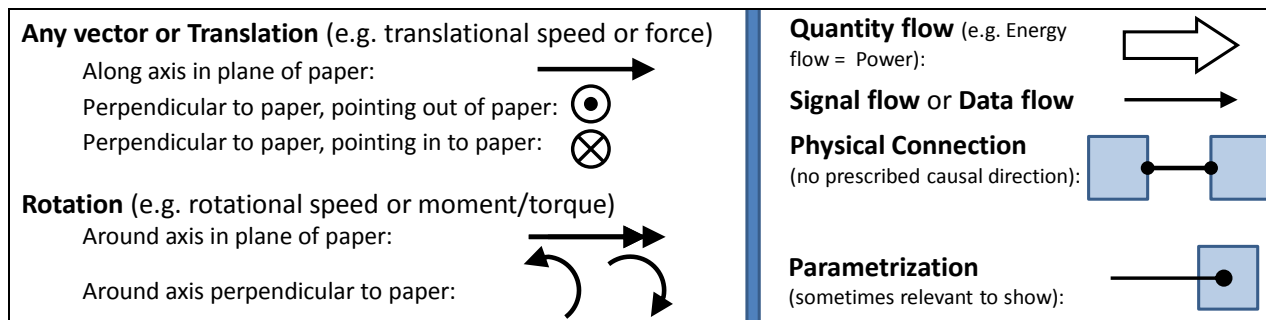 Any vector or Translation (e.g. translational speed or force)
Along axis in plane of paper:
Perpendicular to paper, pointing out of paper:
Perpendicular to paper, pointing in to paper:
Rotation (e.g. rotational speed or moment/torque)
Around axis in plane of paper:
Around axis perpendicular to paper:
Quantity flow (e.g. Energy
flow = Power):
Signal flow or Data flow
Physical Connection
(no prescribed causal direction):
Parametrization
(sometimes relevant to show):